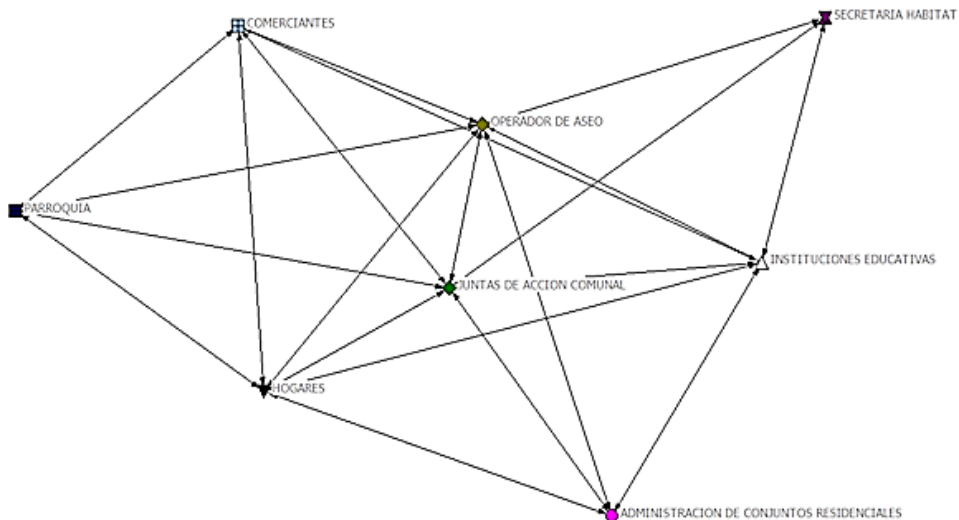 COMERCIANTES
SECRETARIA HABITAT
OPERADOR DE ASEO
PARROQUIA
INSTITUCIONES EDUCATIVAS
JUNTAS DE ACCION COMUNAL
HOGARES
ADMINISTRACION DE CONJUNTOS RESIDENCIALES